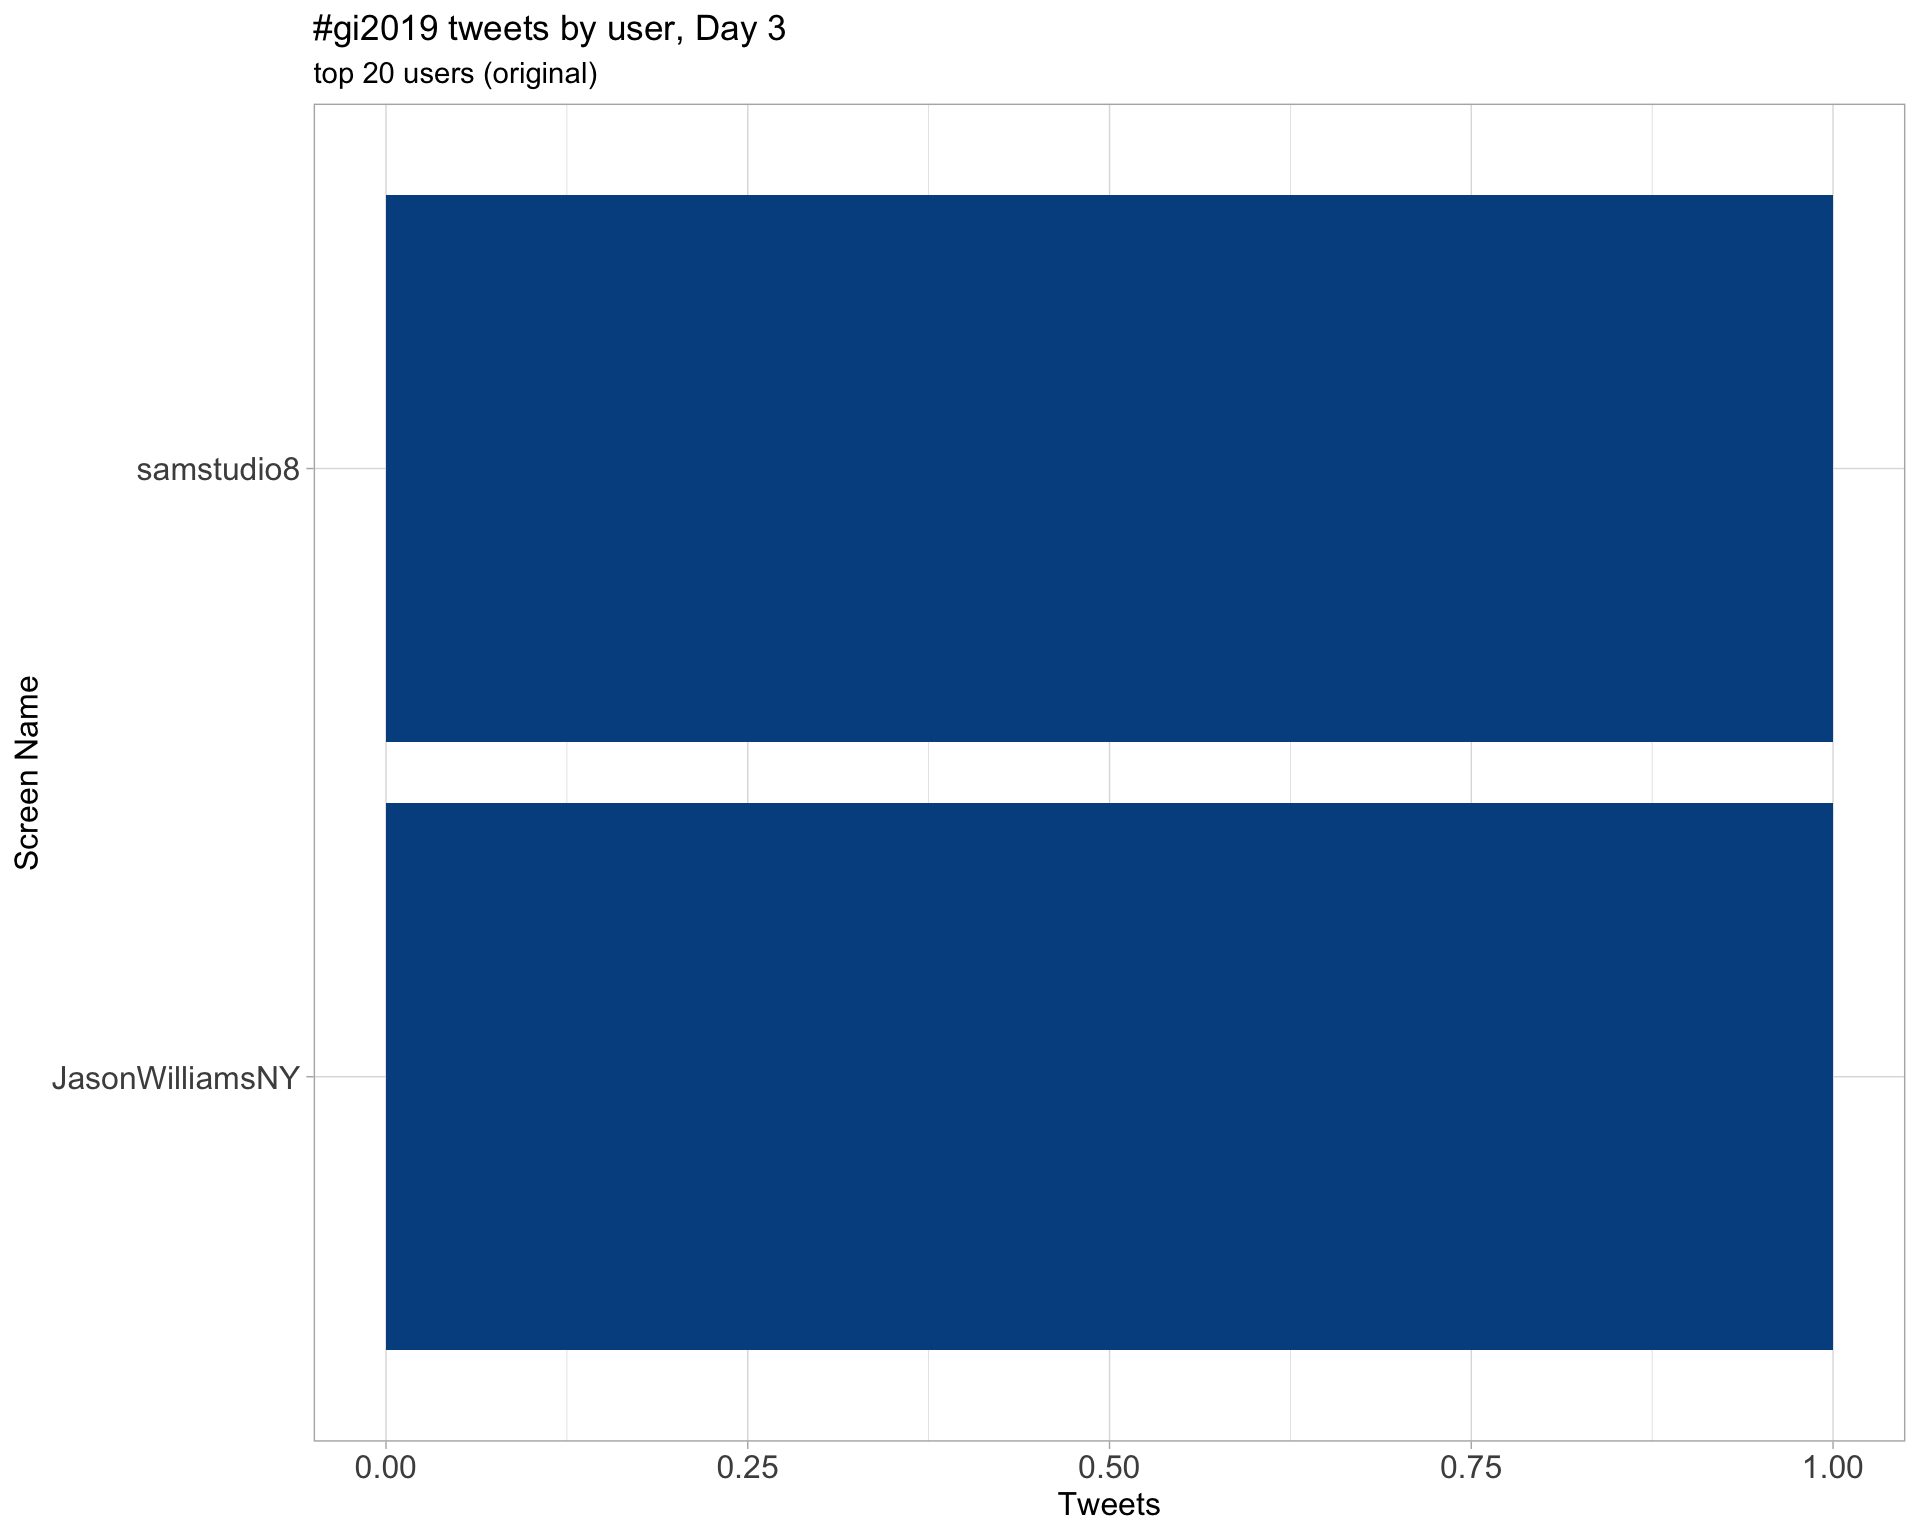 #gi2019 tweets by user, Day 3
top 20 users (original)
Screen Name
samstudio8
JasonWilliamsNY
0.00 0.25 0.50 0.75 1.00
Tweets